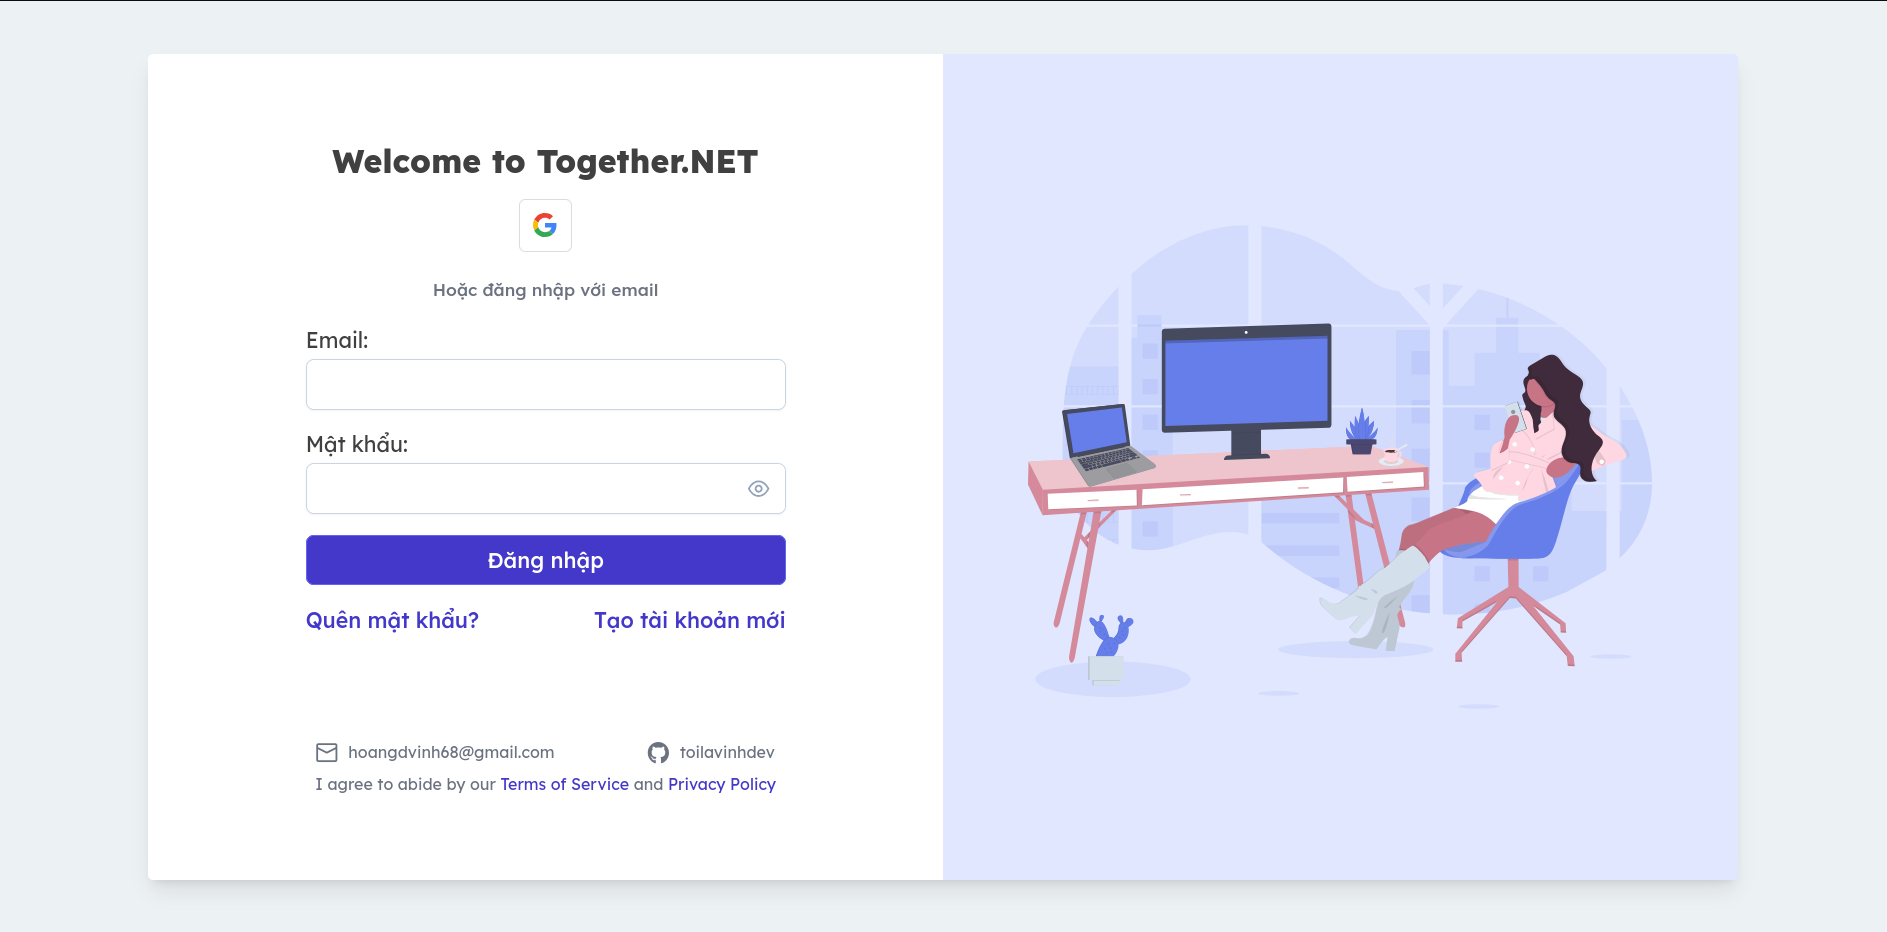 Welcome to Together.NET
Hoặc đăng nhập với email
Email:
Mật khẩu:
Đăng nhập
Quên mật khẩu? Tạo tài khoản mới
hoangdvinh68@gmail.com toilavinhdev
I agree to abide by our Terms of Service and Privacy Policy